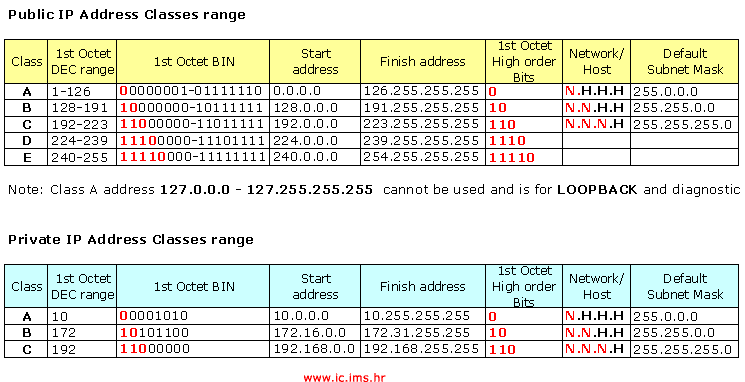 Public IP Address Classes range
Class 1st Octet DEC range 1st Octet BIN Start address Finish address 1st Octet High order Bits Network/ Host Default Subnet Mask
A 1-126 00000001-01111110 0.0.0.0 126.255.255.255 0 N.H.H.H 255.0.0.0
B 128-191 10000000-10111111 128.0.0.0 191.255.255.255 10 N.N.H.H 255.255.0.0
C 192-223 11000000-11011111 192.0.0.0 223.255.255.255 110 N.N.N.H 255.255.255.0
D 224-239 11100000-11101111 224.0.0.0 239.255.255.255 1110
E 240-255 11110000-11111111 240.0.0.0 254.255.255.255 11110
Note: Class A address 127.0.0.0 - 127.255.255.255 cannot be used and is for LOOPBACK and diagnostic
Private IP Address Classes range
Class 1st Octet DEC range 1st Octet BIN Start address Finish address 1st Octet High order Bits Network/ Host Default Subnet Mask
A 10 00001010 10.0.0.0 10.255.255.255 0 N.H.H.H 255.0.0.0
B 172 10101100 172.16.0.0 172.31.255.255 10 N.N.H.H 255.255.0.0
C 192 11000000 192.168.0.0 192.168.255.255 110 N.N.N.H 255.255.255.0
www.ic.ims.hr